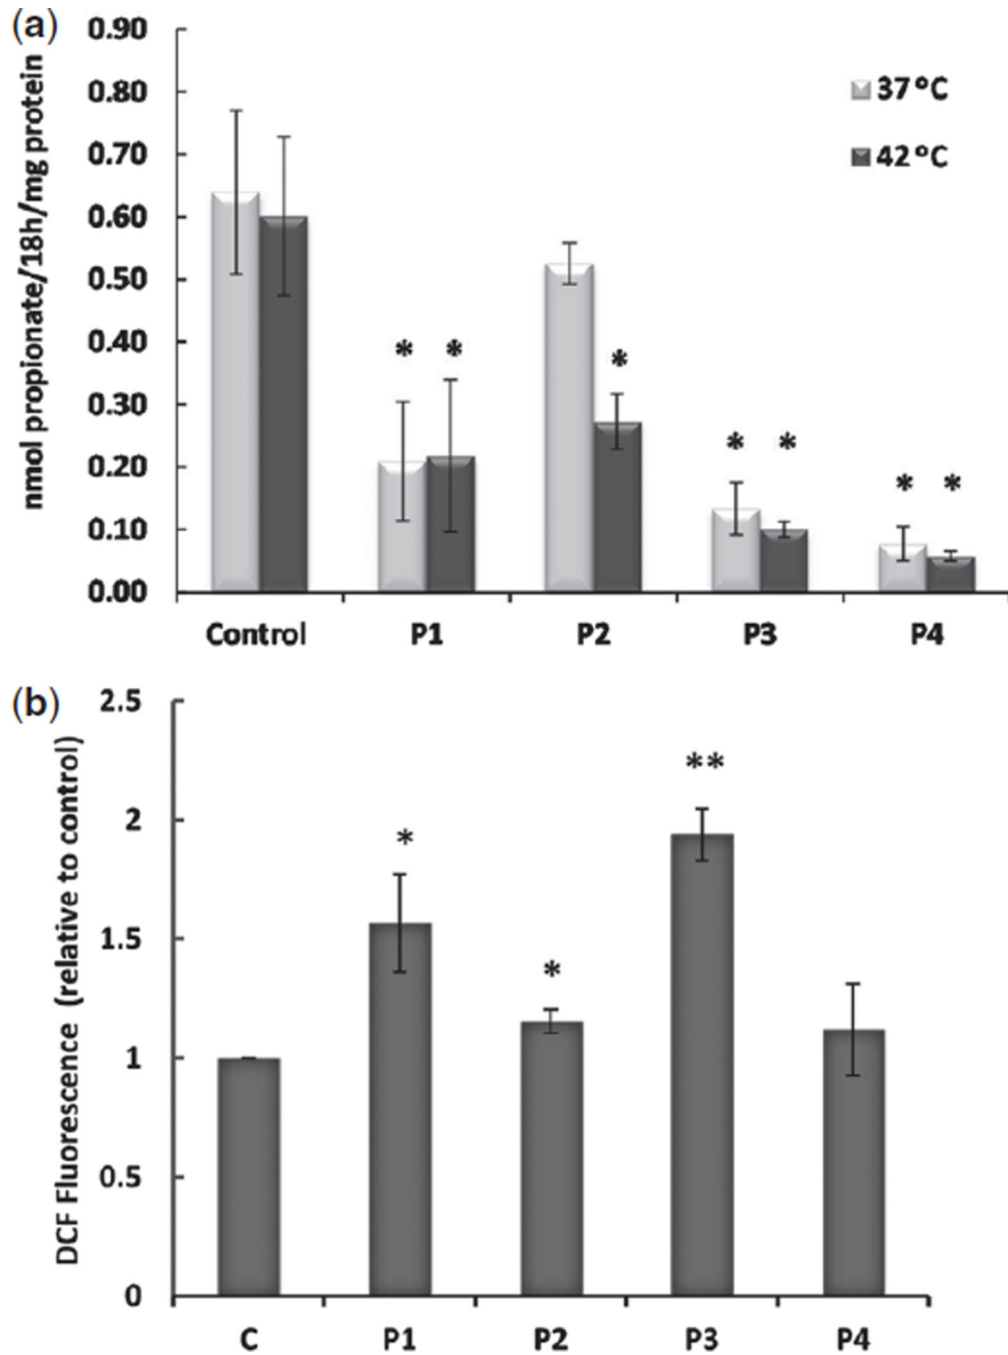 (a)
nmol propionate/18h/mg protein
0.90
0.80
0.70
0.60
0.50
0.40
0.30
0.20
0.10
0.00
37°C
42°C
* *
*
* *
* *
Control P1 P2 P3 P4
(b)
DCF Fluorescence (relative to control)
2.5
2
1.5
1
0.5
0
*
*
**
C P1 P2 P3 P4